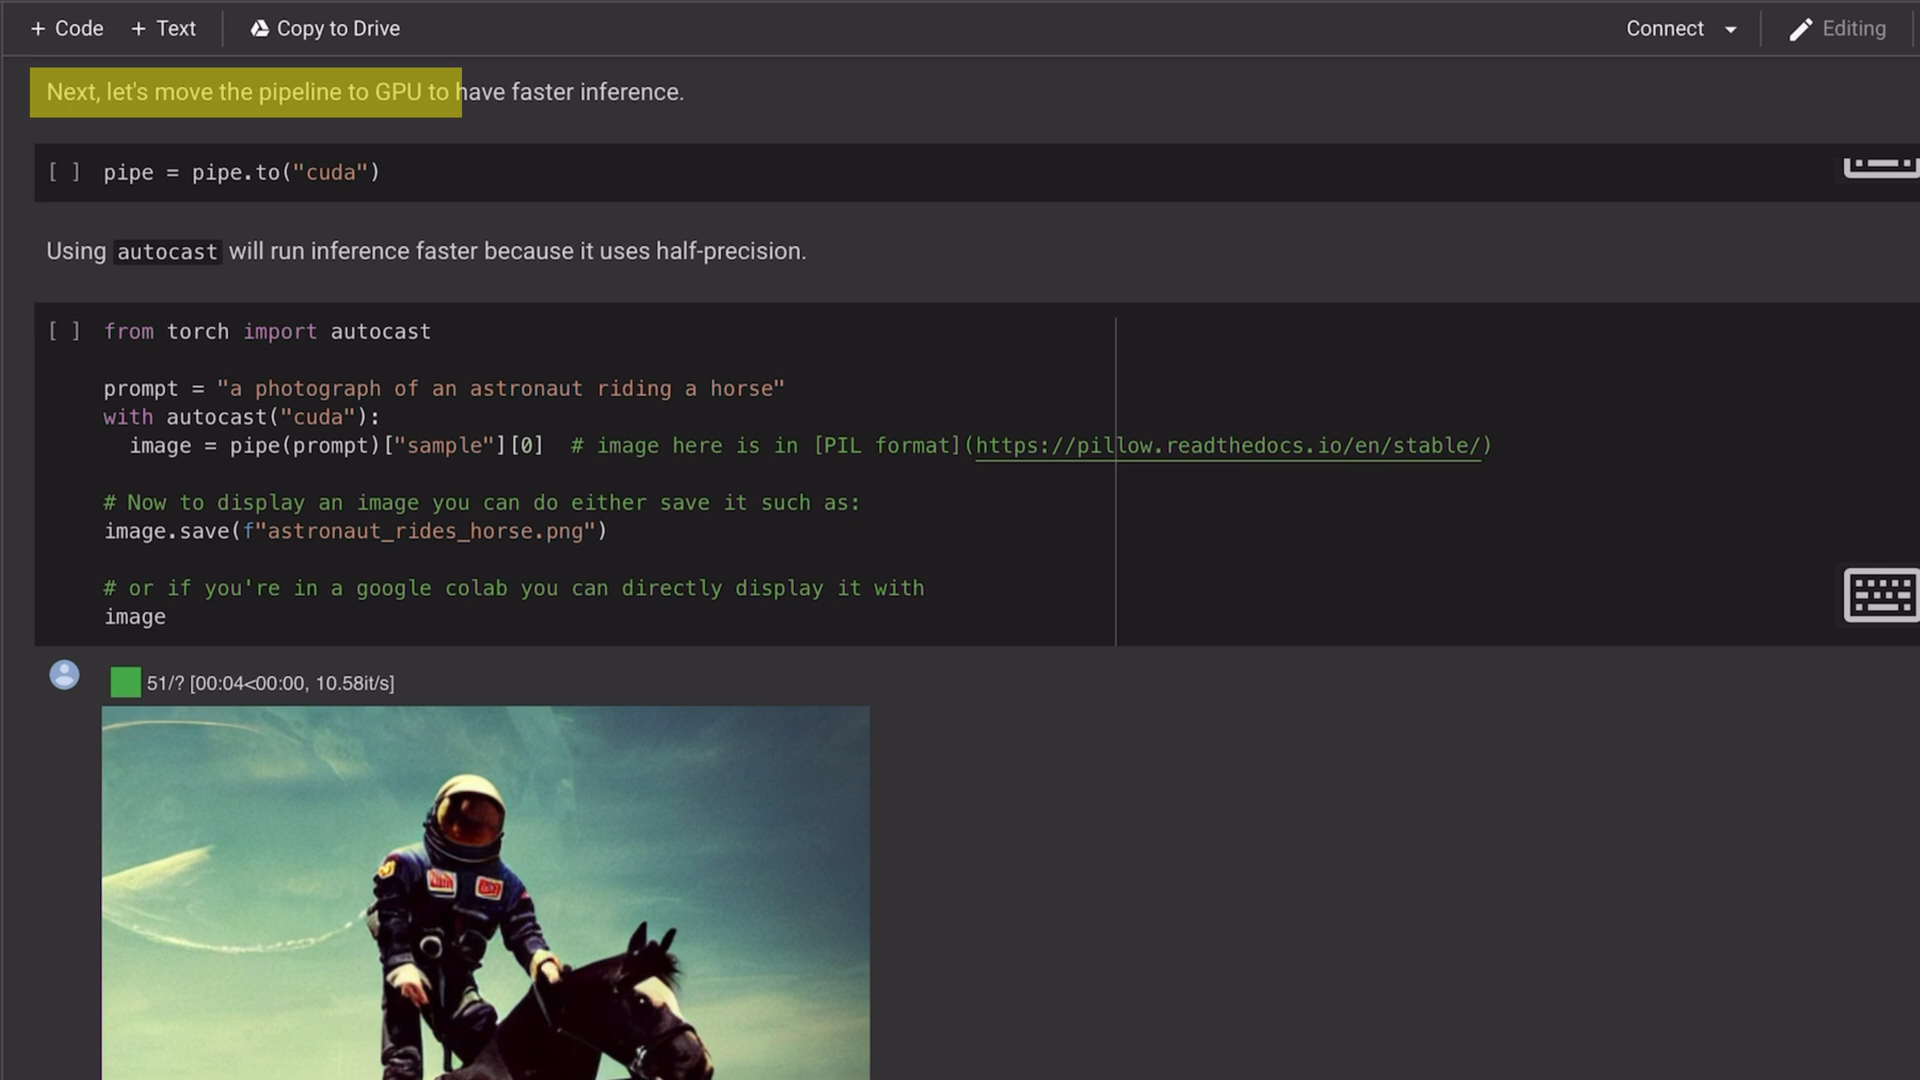 + Code + Text Copy to Drive Connect Editing
Next, let's move the pipeline to GPU to have faster inference.
[ ] pipe = pipe.to("cuda")
Using autocast will run inference faster because it uses half-precision.
[ ] from torch import autocast
prompt = "a photograph of an astronaut riding a horse"
with autocast("cuda"):
image = pipe(prompt)["sample"][0] # image here is in [PIL format](https://pillow.readthedocs.io/en/stable/)
# Now to display an image you can do either save it such as:
image.save(f"astronaut_rides_horse.png")
# or if you're in a google colab you can directly display it with
image
51/? [00:04<00:00, 10.58it/s]